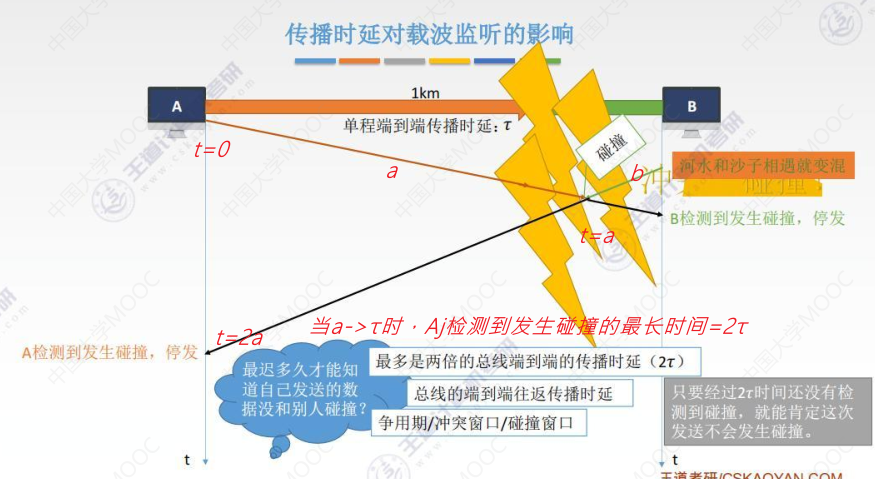 传播时延对载波监听的影响
1km
A
B
单程端到端传播时延：τ
t=0
a
碰撞
b
河水和沙子相遇就变混
B检测到发生碰撞，停发
t=a
当a->τ时，Aj检测到发生碰撞的最长时间=2τ
t=2a
A检测到发生碰撞，停发
最迟多久才能知
道自己发送的数
据没和别人碰撞？
最多是两倍的总线端到端的传播时延（2τ）
总线的端到端往返传播时延
争用期/冲突窗口/碰撞窗口
只要经过2τ时间还没有检
测到碰撞，就能肯定这次
发送不会发生碰撞。
t
t
王道考研/CSKAOYAN.COM